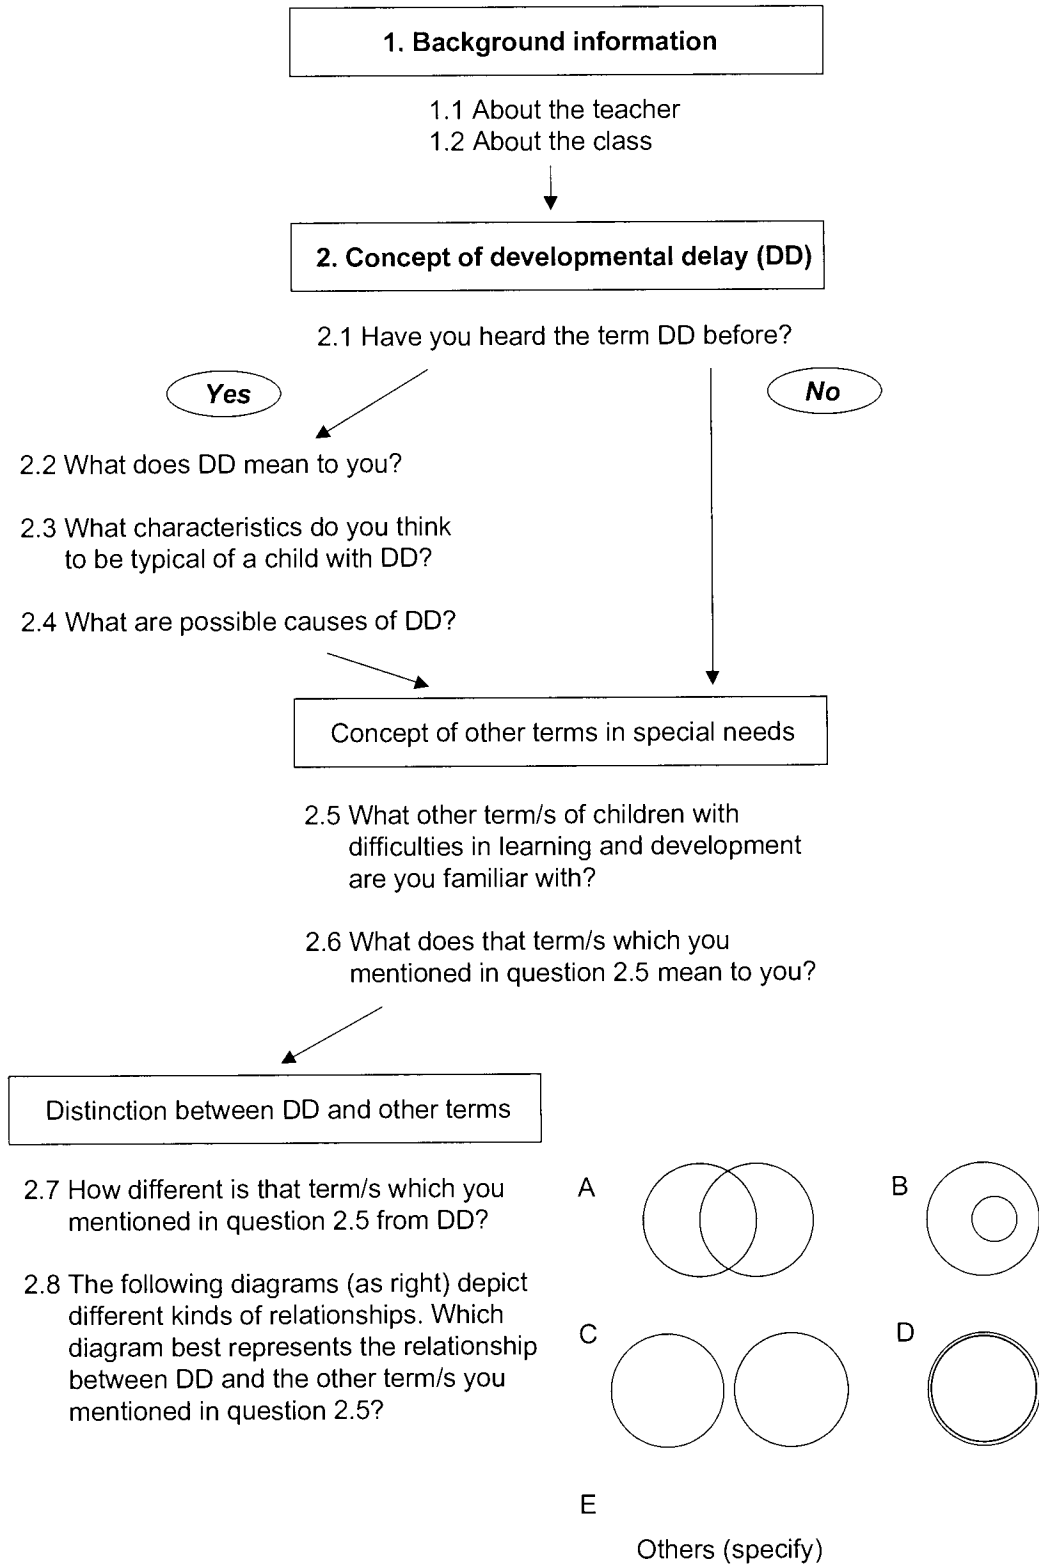 1. Background information
1.1 About the teacher
1.2 About the class
2. Concept of developmental delay (DD)
2.1 Have you heard the term DD before?
Yes
No
2.2 What does DD mean to you?
2.3 What characteristics do you think
to be typical of a child with DD?
2.4 What are possible causes of DD?
Concept of other terms in special needs
2.5 What other term/s of children with
difficulties in learning and development
are you familiar with?
2.6 What does that term/s which you
mentioned in question 2.5 mean to you?
Distinction between DD and other terms
2.7 How different is that term/s which you
mentioned in question 2.5 from DD?
2.8 The following diagrams (as right) depict
different kinds of relationships. Which
diagram best represents the relationship
between DD and the other term/s you
mentioned in question 2.5?
A
B
C
D
E
Others (specify)